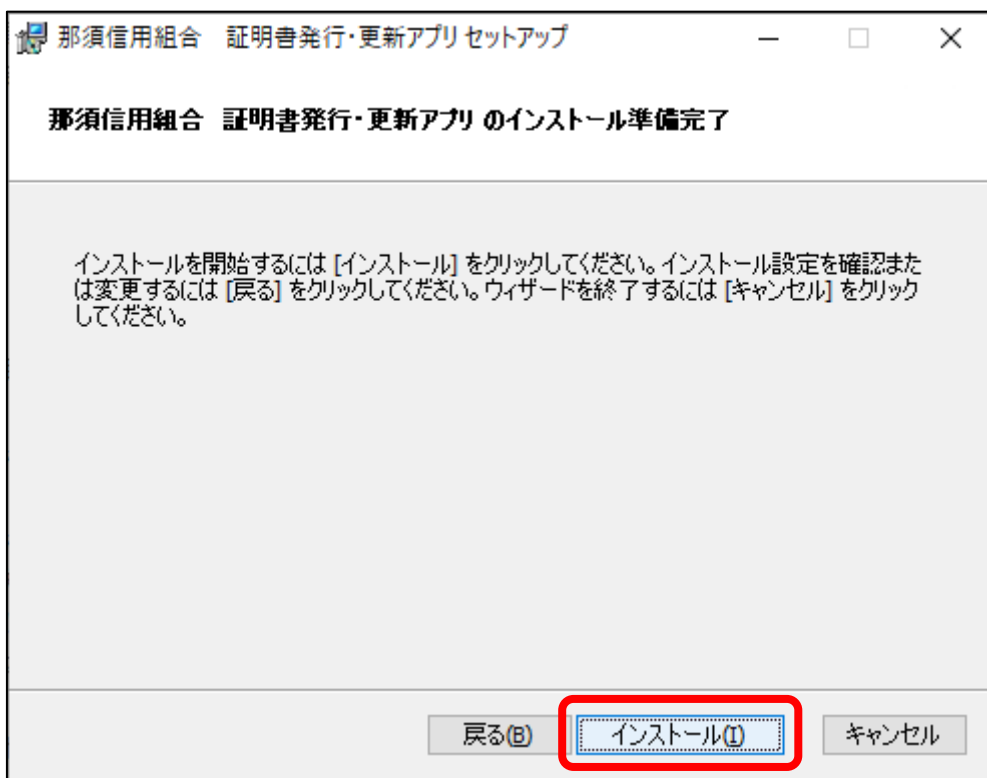 那須信用組合　証明書発行・更新アプリ セットアップ
那須信用組合　証明書発行・更新アプリ のインストール準備完了
インストールを開始するには [インストール] をクリックしてください。インストール設定を確認また
は変更するには [戻る] をクリックしてください。ウィザードを終了するには [キャンセル] をクリック
してください。
戻る(B) インストール(I) キャンセル